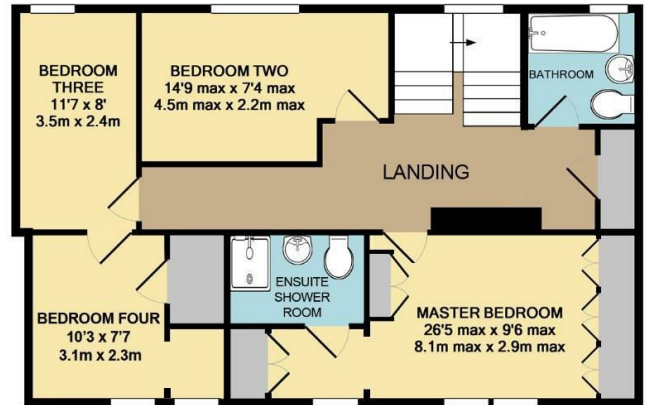 BEDROOM
THREE
11'7 x 8'
3.5m x 2.4m
BEDROOM TWO
14'9 max x 7'4 max
4.5m max x 2.2m max
BATHROOM
LANDING
BEDROOM FOUR
10'3 x 7'7
3.1m x 2.3m
ENSUITE
SHOWER
ROOM
MASTER BEDROOM
26'5 max x 9'6 max
8.1m max x 2.9m max